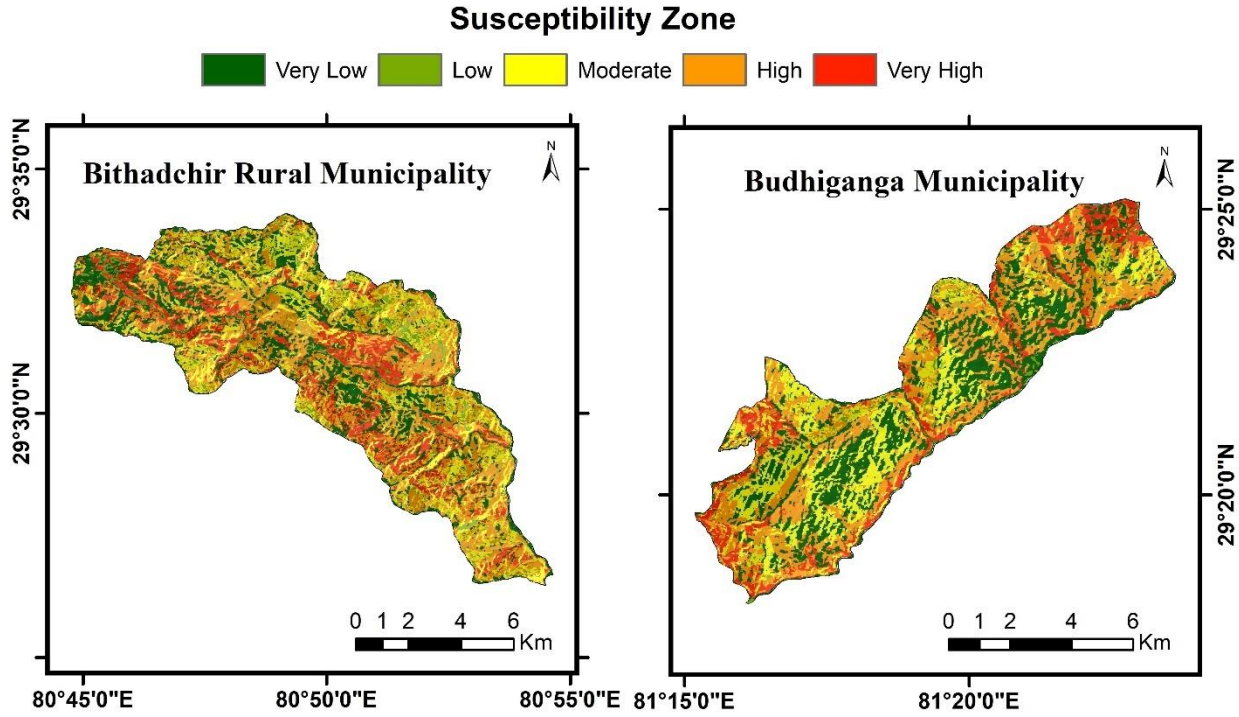 Susceptibility Zone
Very Low Low Moderate High Very High
Bithadchir Rural Municipality
N
29°35'0"N
29°30'0"N
0 1 2 4 6
Km
80°45'0"E 80°50'0"E 80°55'0"E
Budhiganga Municipality
N
29°25'0"N
29°20'0"N
0 1 2 4 6
Km
81°15'0"E 81°20'0"E